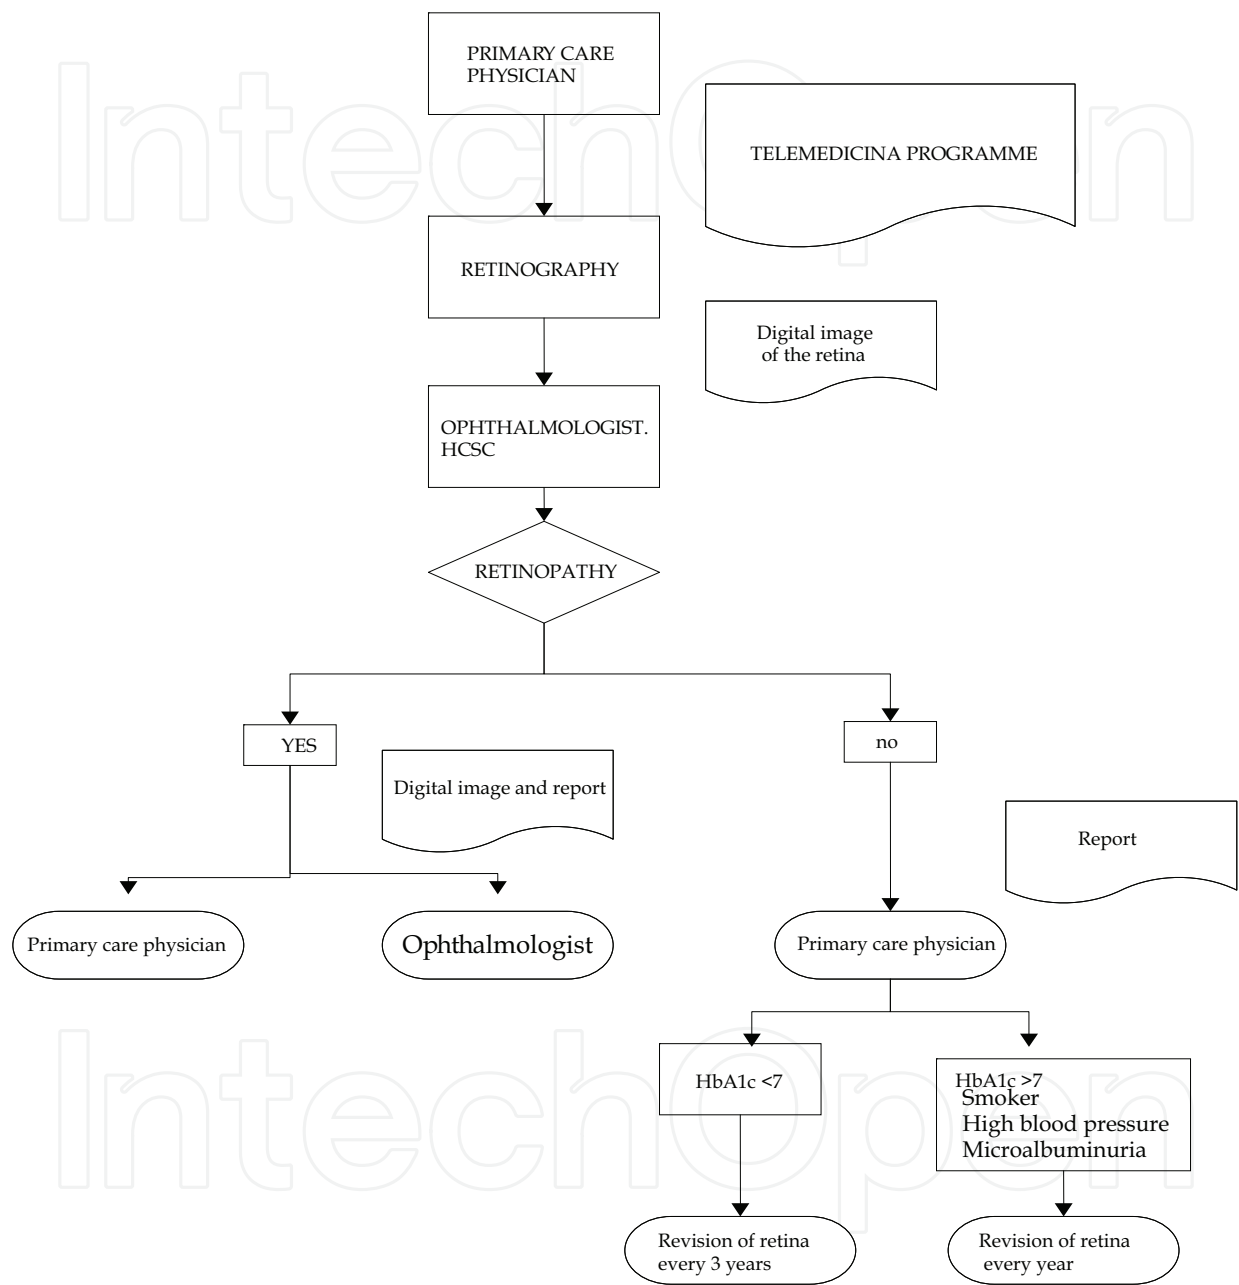 PRIMARY CARE
PHYSICIAN
TELEMEDICINA PROGRAMME
RETINOGRAPHY
Digital image
of the retina
OPHTHALMOLOGIST.
HCSC
RETINOPATHY
YES
no
Digital image and report
Report
Primary care physician
Ophthalmologist
Primary care physician
HbA1c <7
HbA1c >7
Smoker
High blood pressure
Microalbuminuria
Revision of retina
every 3 years
Revision of retina
every year
IntechOpen
IntechOpen